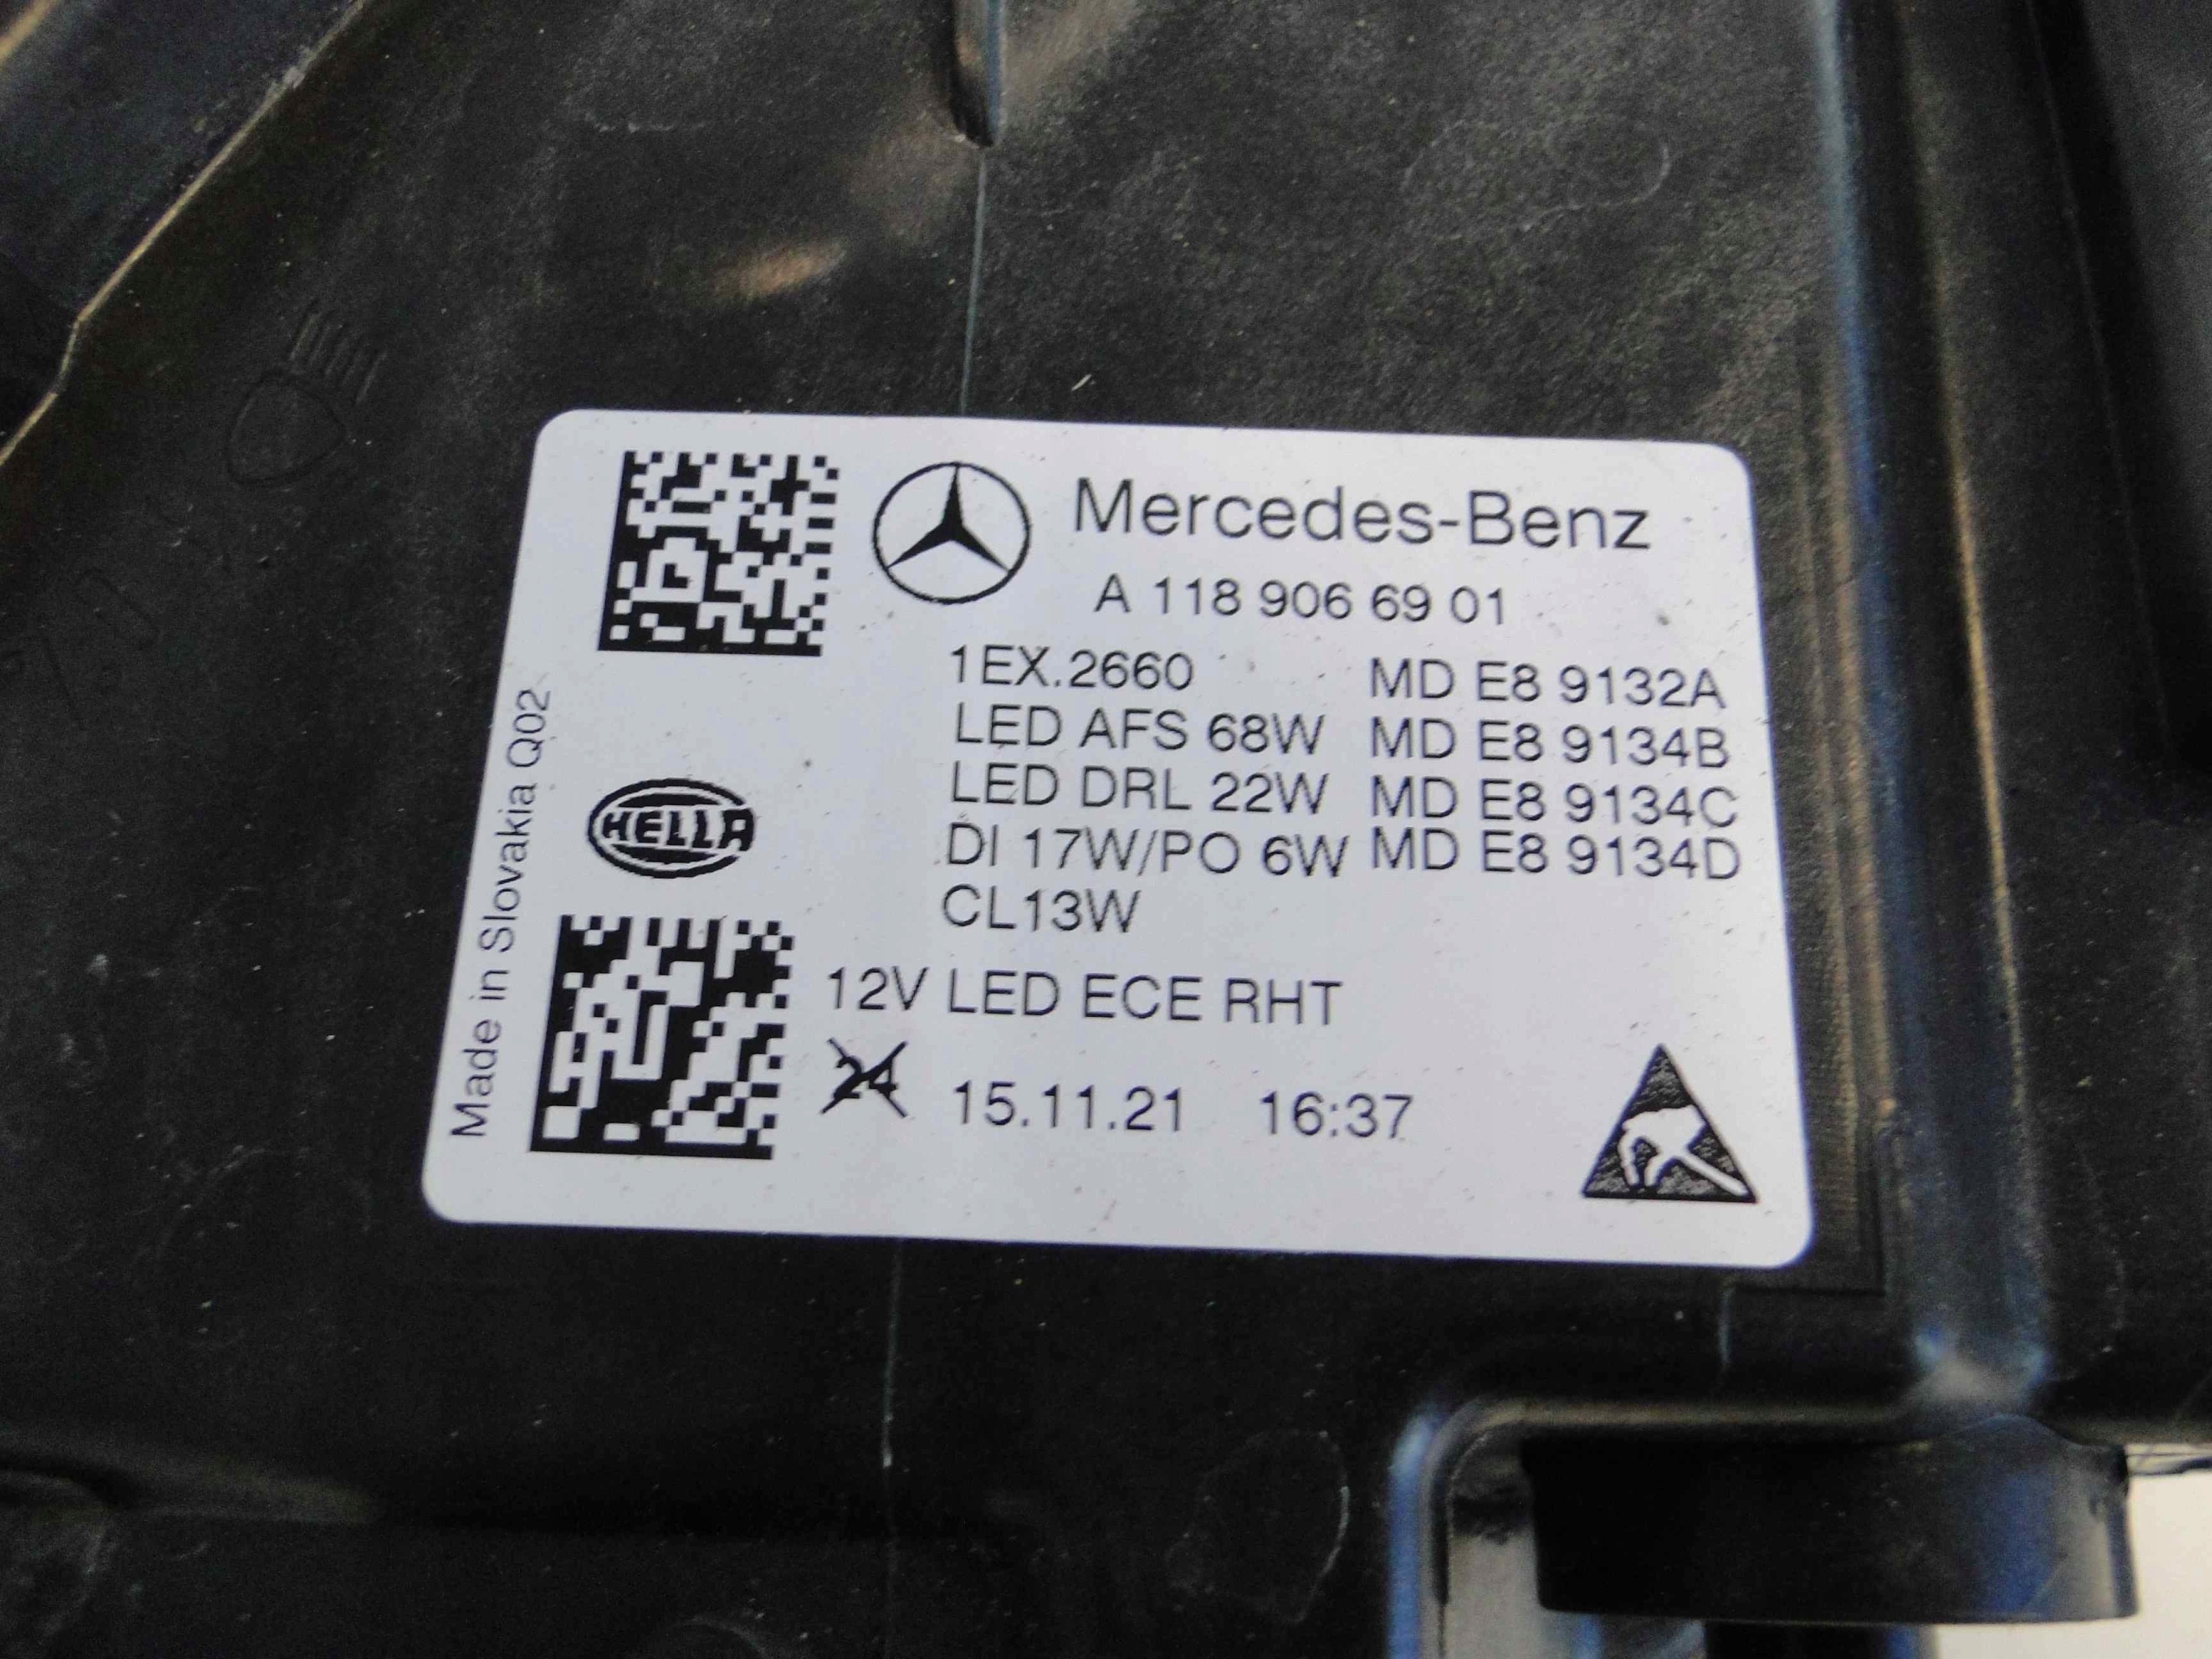 Mercedes-Benz
A 118 906 69 01
1EX.2660 MD E8 9132A
LED AFS 68W MD E8 9134B
LED DRL 22W MD E8 9134C
DI 17W/PO 6W MD E8 9134D
CL13W
12V LED ECE RHT
24 15.11.21 16:37
HELLA
Made in Slovakia Q02